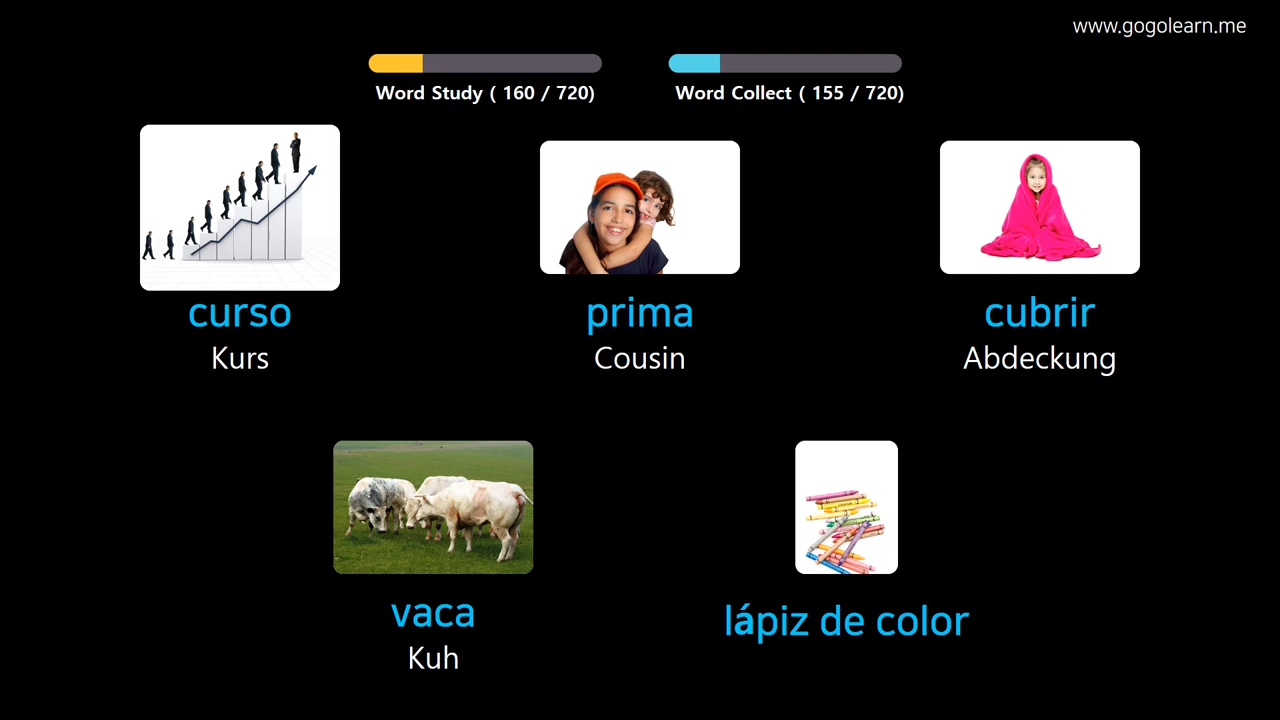 www.gogolearn.me
Word Study ( 160 / 720)
Word Collect ( 155 / 720)
curso
Kurs
prima
Cousin
cubrir
Abdeckung
vaca
Kuh
lápiz de color